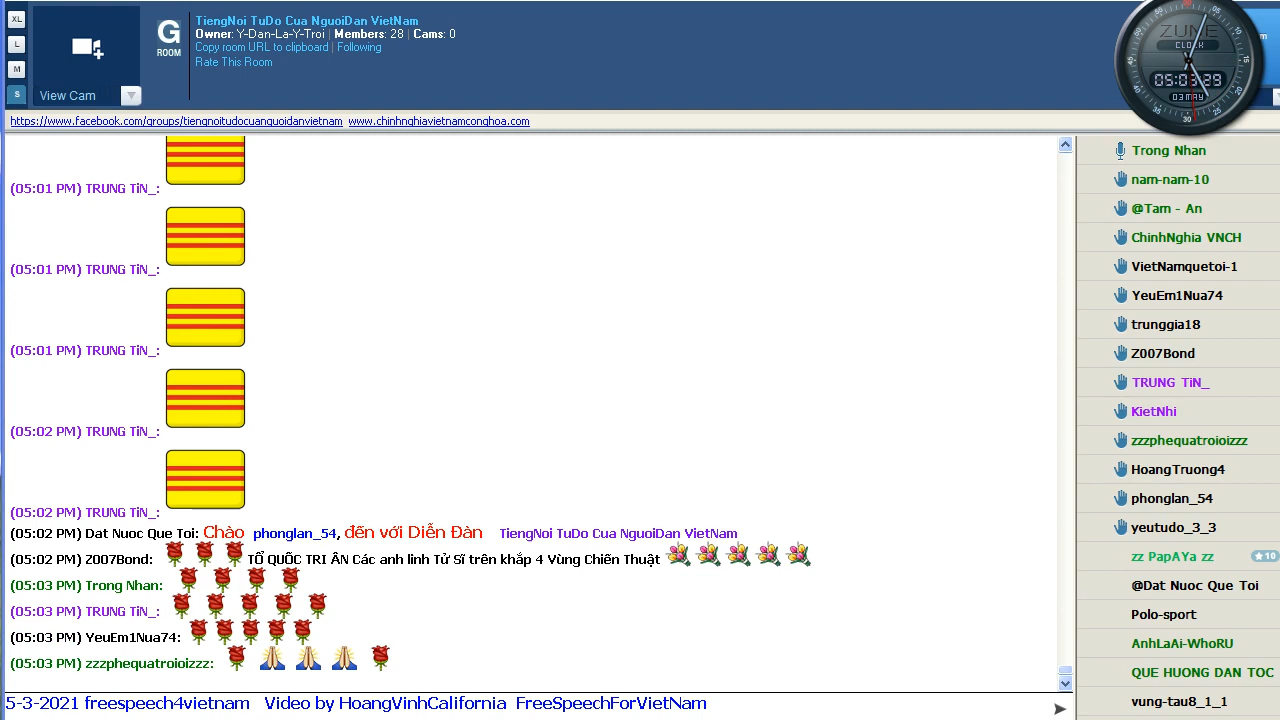 XL
L
M
S
View Cam
G
ROOM
TiengNoi TuDo Cua NguoiDan VietNam
Owner: Y-Dan-La-Y-Troi | Members: 28 | Cams: 0
Copy room URL to clipboard | Following
Rate This Room
ZUNE
CLOCK
05:03:29
03 MAY
https://www.facebook.com/groups/tiengnoitudocuanguoidanvietnam www.chinhnghiavietnamconghoa.com
(05:01 PM) TRUNG TiN_:
(05:01 PM) TRUNG TiN_:
(05:01 PM) TRUNG TiN_:
(05:02 PM) TRUNG TiN_:
(05:02 PM) TRUNG TiN_:
(05:02 PM) Dat Nuoc Que Toi: Chào phonglan_54, đến với Diễn Đàn TiengNoi TuDo Cua NguoiDan VietNam
(05:02 PM) Z007Bond: TỔ QUỐC TRI ÂN Các anh linh Tử Sĩ trên khắp 4 Vùng Chiến Thuật
(05:03 PM) Trong Nhan:
(05:03 PM) TRUNG TiN_:
(05:03 PM) YeuEm1Nua74:
(05:03 PM) zzzphequatroioizzz:
Trong Nhan
nam-nam-10
@Tam - An
ChinhNghia VNCH
VietNamquetoi-1
YeuEm1Nua74
trunggia18
Z007Bond
TRUNG TiN_
KietNhi
zzzphequatroioizzz
HoangTruong4
phonglan_54
yeutudo_3_3
zz PapAYa zz ★10
@Dat Nuoc Que Toi
Polo-sport
AnhLaAi-WhoRU
QUE HUONG DAN TOC
vung-tau8_1_1
5-3-2021 freespeech4vietnam Video by HoangVinhCalifornia FreeSpeechForVietNam